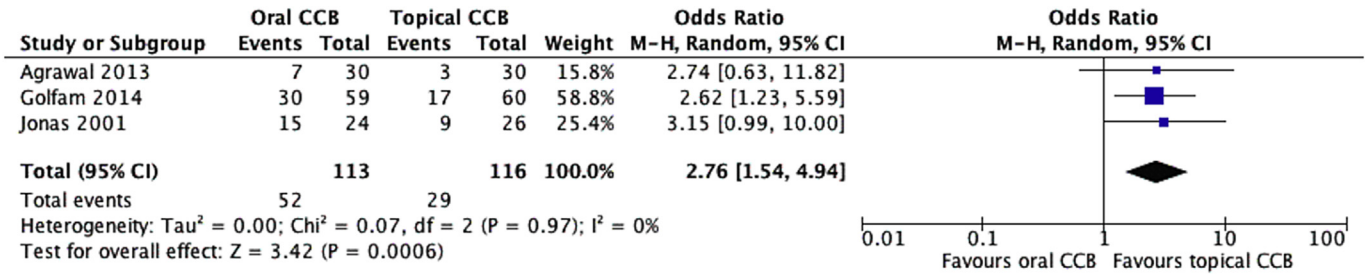 Oral CCB Topical CCB Odds Ratio Odds Ratio
Study or Subgroup Events Total Events Total Weight M-H, Random, 95% CI M-H, Random, 95% CI
Agrawal 2013 7 30 3 30 15.8% 2.74 [0.63, 11.82]
Golfam 2014 30 59 17 60 58.8% 2.62 [1.23, 5.59]
Jonas 2001 15 24 9 26 25.4% 3.15 [0.99, 10.00]
Total (95% CI) 113 116 100.0% 2.76 [1.54, 4.94]
Total events 52 29
Heterogeneity: Tau² = 0.00; Chi² = 0.07, df = 2 (P = 0.97); I² = 0%
Test for overall effect: Z = 3.42 (P = 0.0006)
0.01 0.1 1 10 100
Favours oral CCB Favours topical CCB